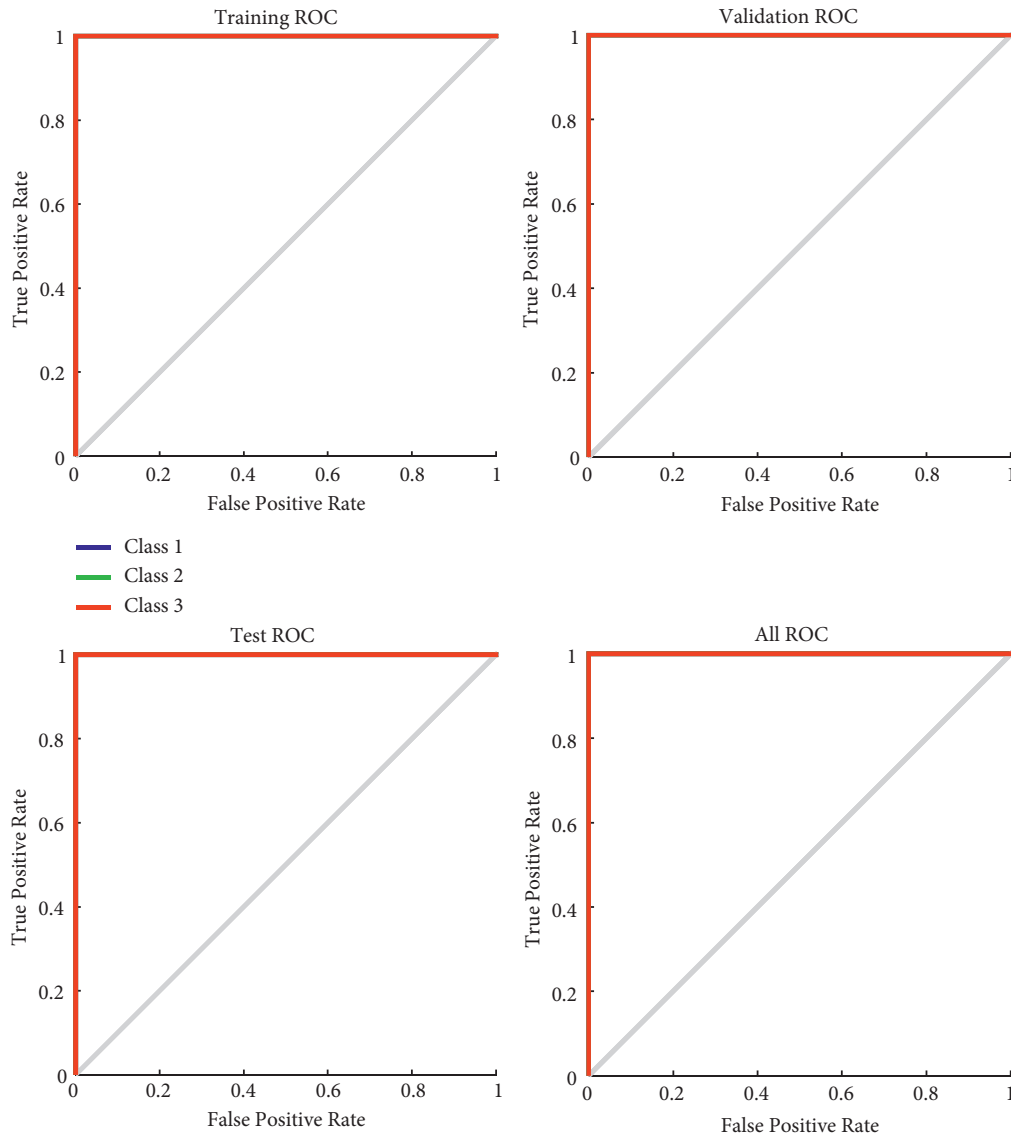 Training ROC
1
0.8
0.6
0.4
0.2
0
True Positive Rate
0 0.2 0.4 0.6 0.8 1
False Positive Rate
Validation ROC
1
0.8
0.6
0.4
0.2
0
True Positive Rate
0 0.2 0.4 0.6 0.8 1
False Positive Rate
Class 1
Class 2
Class 3
Test ROC
1
0.8
0.6
0.4
0.2
0
True Positive Rate
0 0.2 0.4 0.6 0.8 1
False Positive Rate
All ROC
1
0.8
0.6
0.4
0.2
0
True Positive Rate
0 0.2 0.4 0.6 0.8 1
False Positive Rate